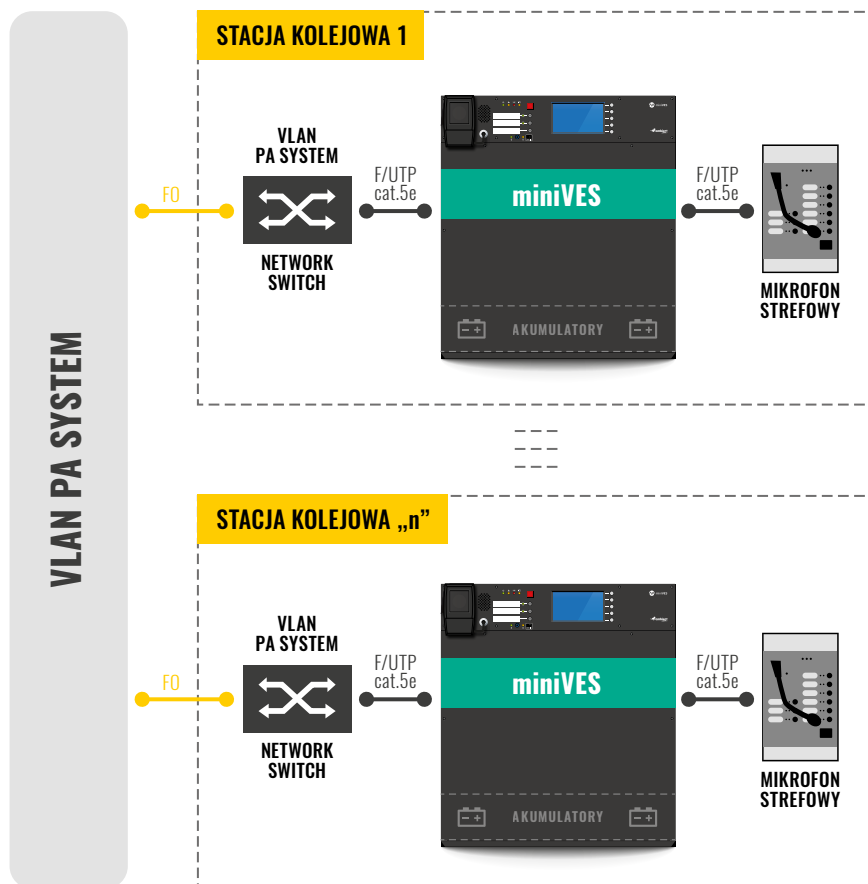 VLAN PA SYSTEM
STACJA KOLEJOWA 1
VLAN
PA SYSTEM
FO
NETWORK
SWITCH
F/UTP
cat.5e
miniVES
AKUMULATORY
F/UTP
cat.5e
MIKROFON
STREFOWY
STACJA KOLEJOWA „n”
VLAN
PA SYSTEM
FO
NETWORK
SWITCH
F/UTP
cat.5e
miniVES
AKUMULATORY
F/UTP
cat.5e
MIKROFON
STREFOWY